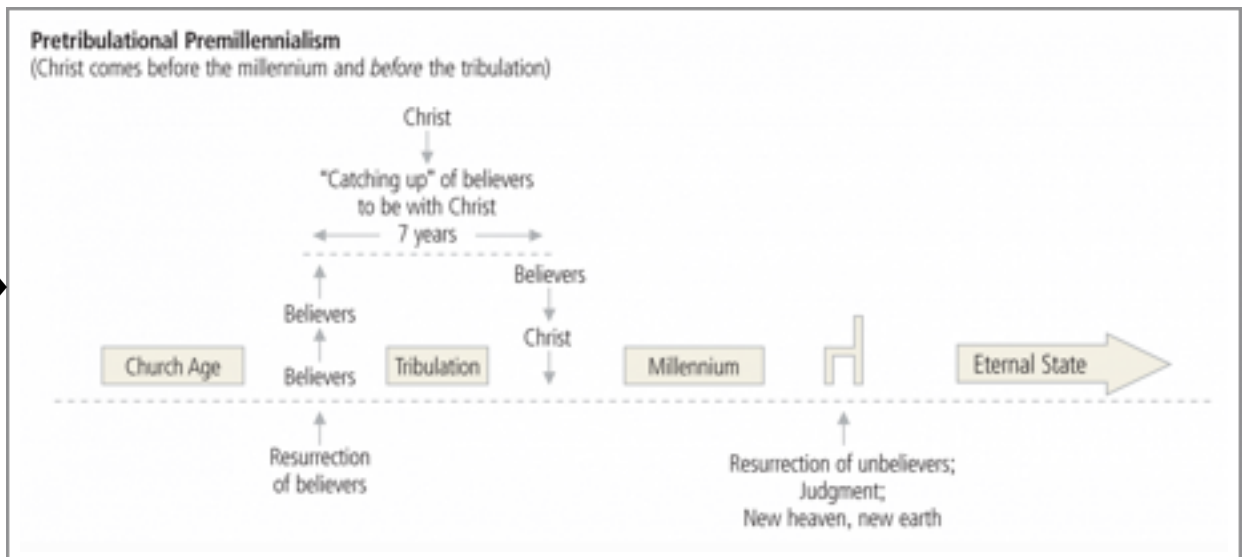 Pretribulational Premillennialism
(Christ comes before the millennium and before the tribulation)
Christ
"Catching up" of believers
to be with Christ
7 years
Believers
Believers
Christ
Church Age
Believers
Tribulation
Millennium
Eternal State
Resurrection
of believers
Resurrection of unbelievers;
Judgment;
New heaven, new earth